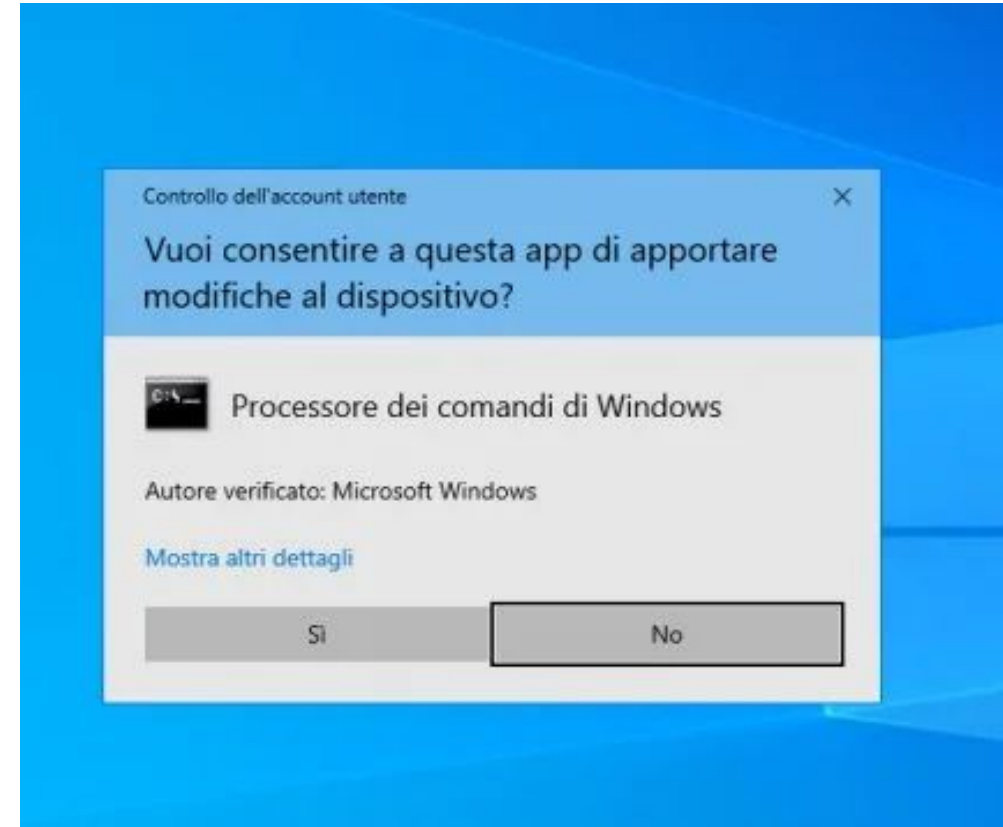 Controllo dell'account utente
Vuoi consentire a questa app di apportare
modifiche al dispositivo?
C:\_
Processore dei comandi di Windows
Autore verificato: Microsoft Windows
Mostra altri dettagli
Sì
No